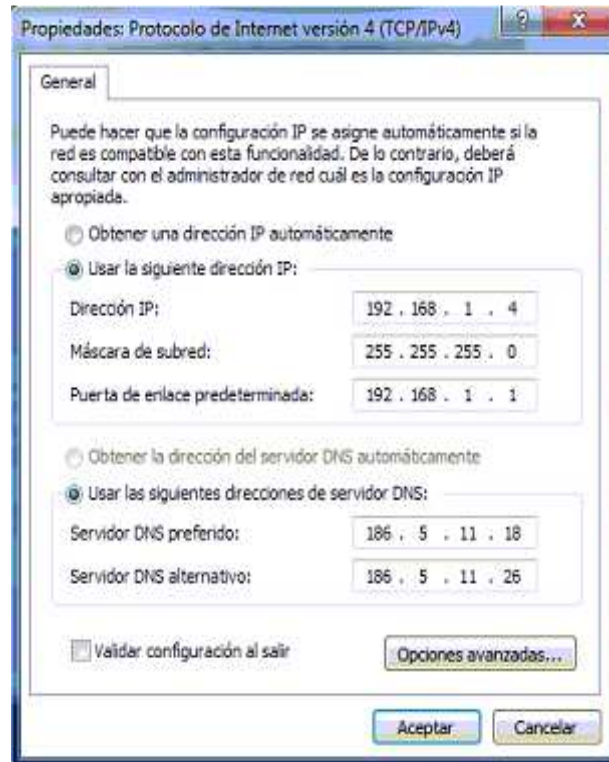 Propiedades: Protocolo de Internet versión 4 (TCP/IPv4)
General
Puede hacer que la configuración IP se asigne automáticamente si la
red es compatible con esta funcionalidad. De lo contrario, deberá
consultar con el administrador de red cuál es la configuración IP
apropiada.
Obtener una dirección IP automáticamente
Usar la siguiente dirección IP:
Dirección IP: 192 . 168 . 1 . 4
Máscara de subred: 255 . 255 . 255 . 0
Puerta de enlace predeterminada: 192 . 168 . 1 . 1
Obtener la dirección del servidor DNS automáticamente
Usar las siguientes direcciones de servidor DNS:
Servidor DNS preferido: 186 . 5 . 11 . 18
Servidor DNS alternativo: 186 . 5 . 11 . 26
Validar configuración al salir Opciones avanzadas...
Aceptar Cancelar